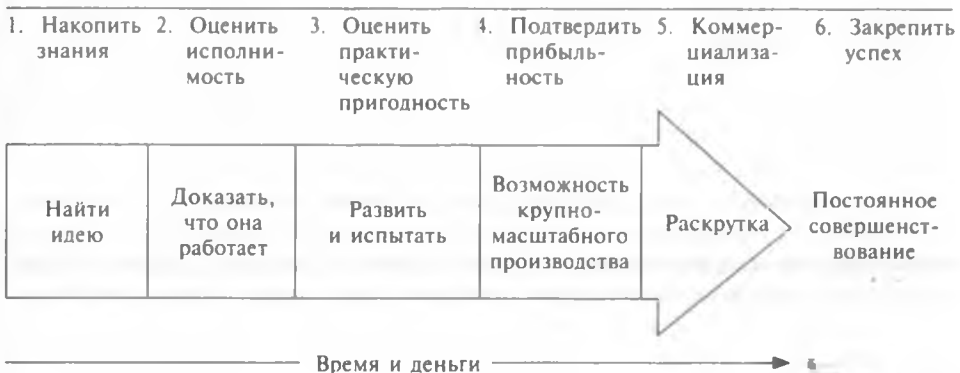 1. Накопить
знания
2. Оценить
исполни-
мость
3. Оценить
практи-
ческую
пригодность
4. Подтвердить
прибыль-
ность
5. Коммер-
циализа-
ция
6. Закрепить
успех
Найти
идею
Доказать,
что она
работает
Развить
и испытать
Возможность
крупно-
масштабного
производства
Раскрутка
Постоянное
совершенст-
вование
Время и деньги